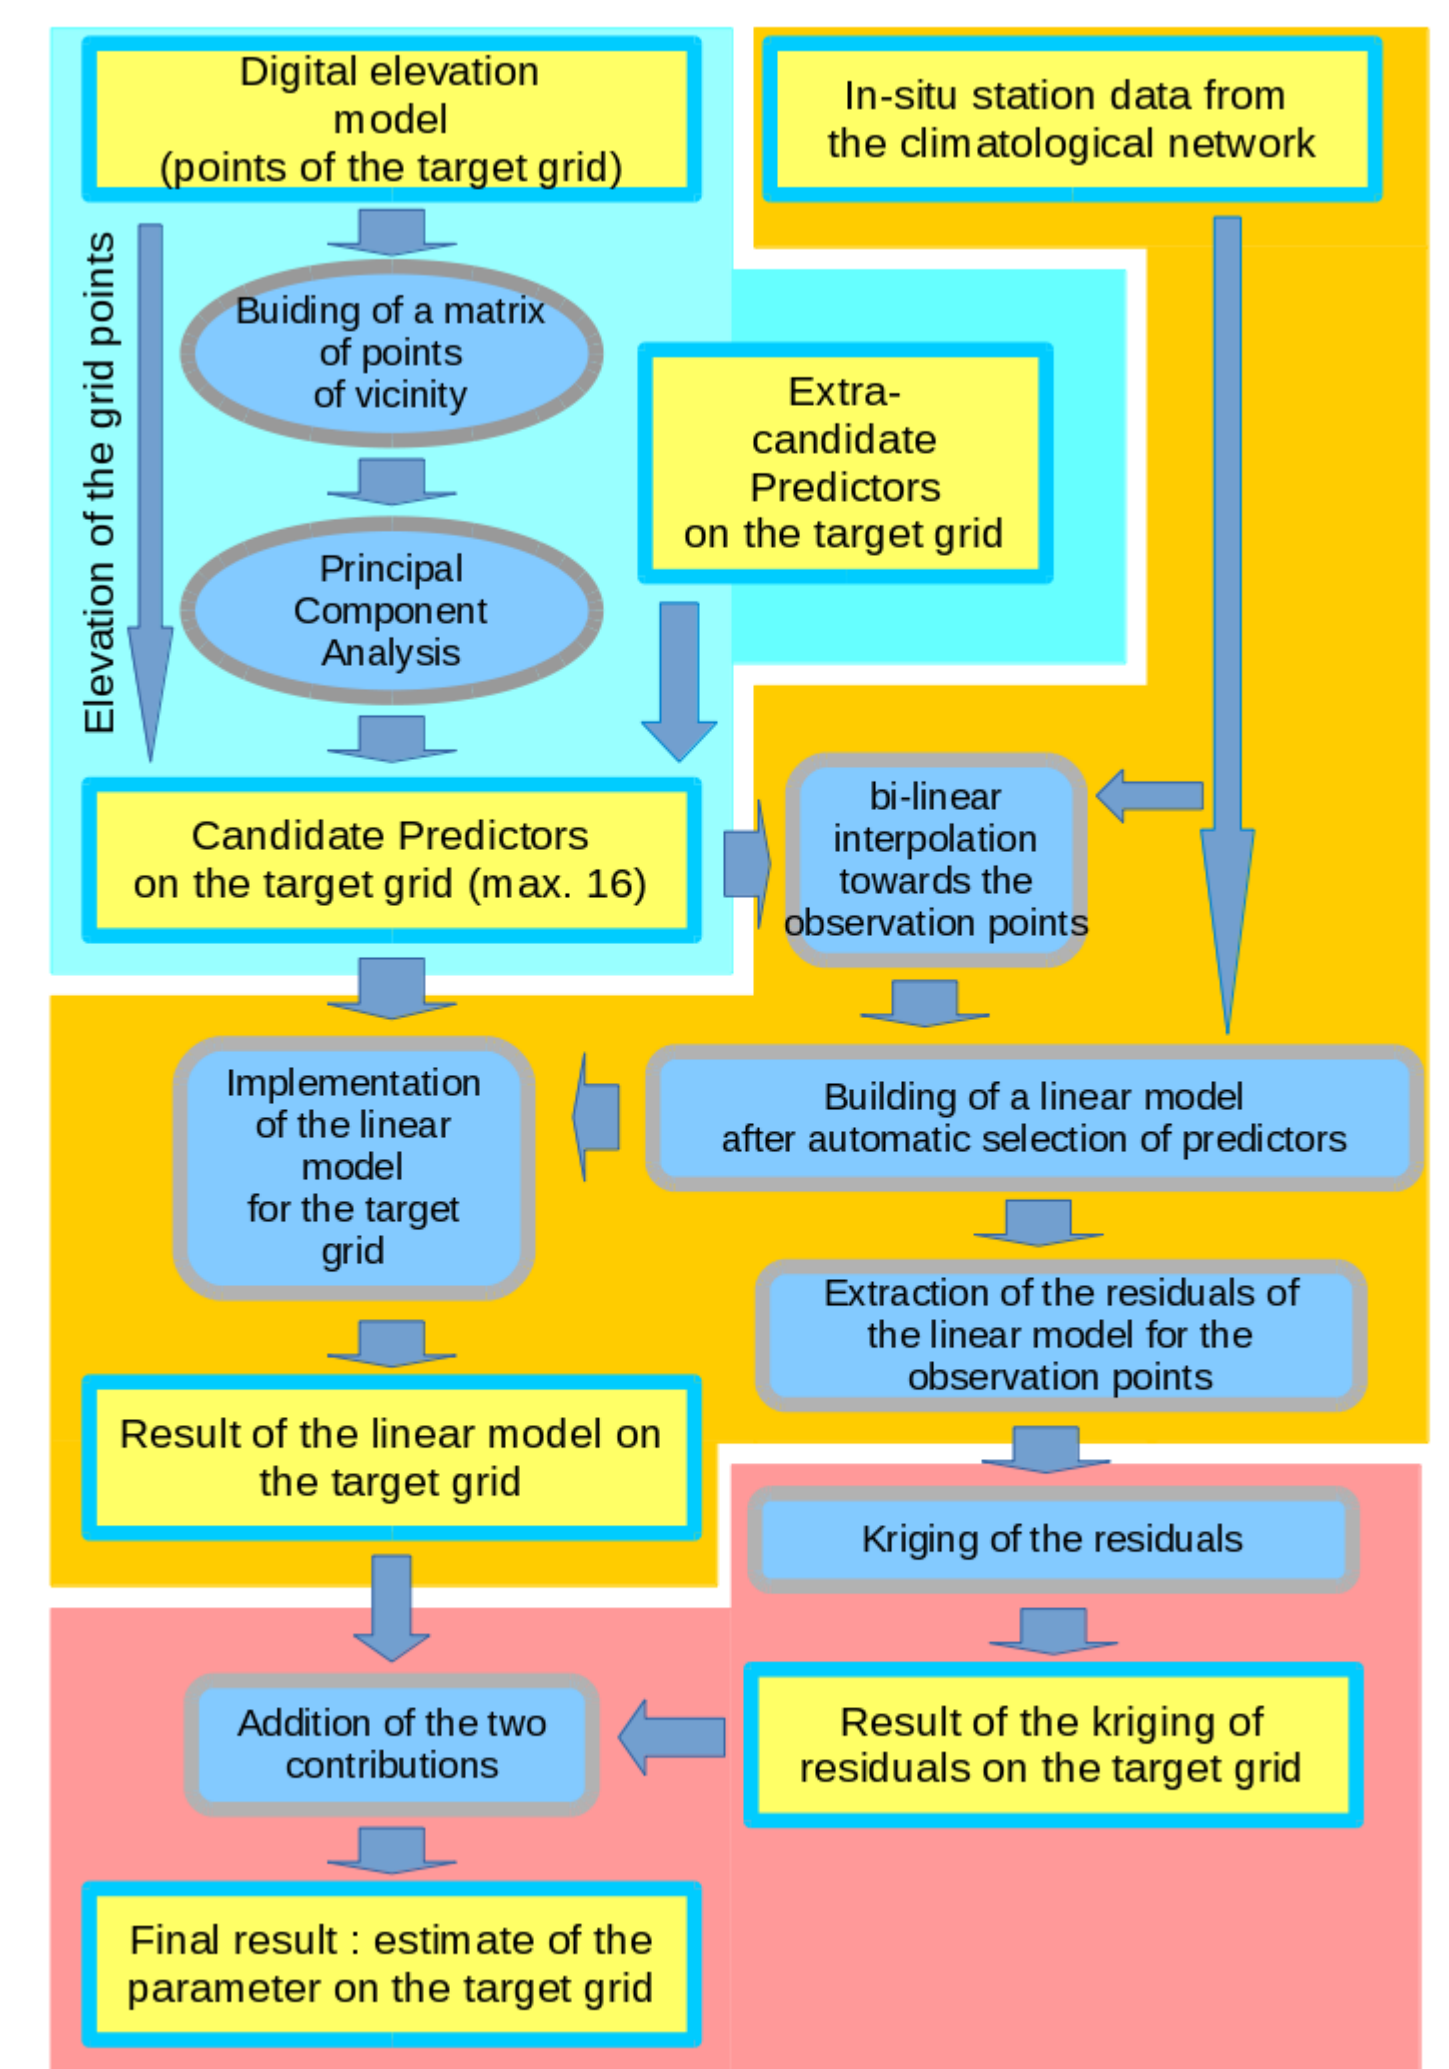 Digital elevation
model
(points of the target grid)
In-situ station data from
the climatological network
Elevation of the grid points
Buiding of a matrix
of points
of vicinity
Extra-
candidate
Predictors
on the target grid
Principal
Component
Analysis
Candidate Predictors
on the target grid (max. 16)
bi-linear
interpolation
towards the
observation points
Implementation
of the linear
model
for the target
grid
Building of a linear model
after automatic selection of predictors
Extraction of the residuals of
the linear model for the
observation points
Result of the linear model on
the target grid
Kriging of the residuals
Addition of the two
contributions
Result of the kriging of
residuals on the target grid
Final result : estimate of the
parameter on the target grid